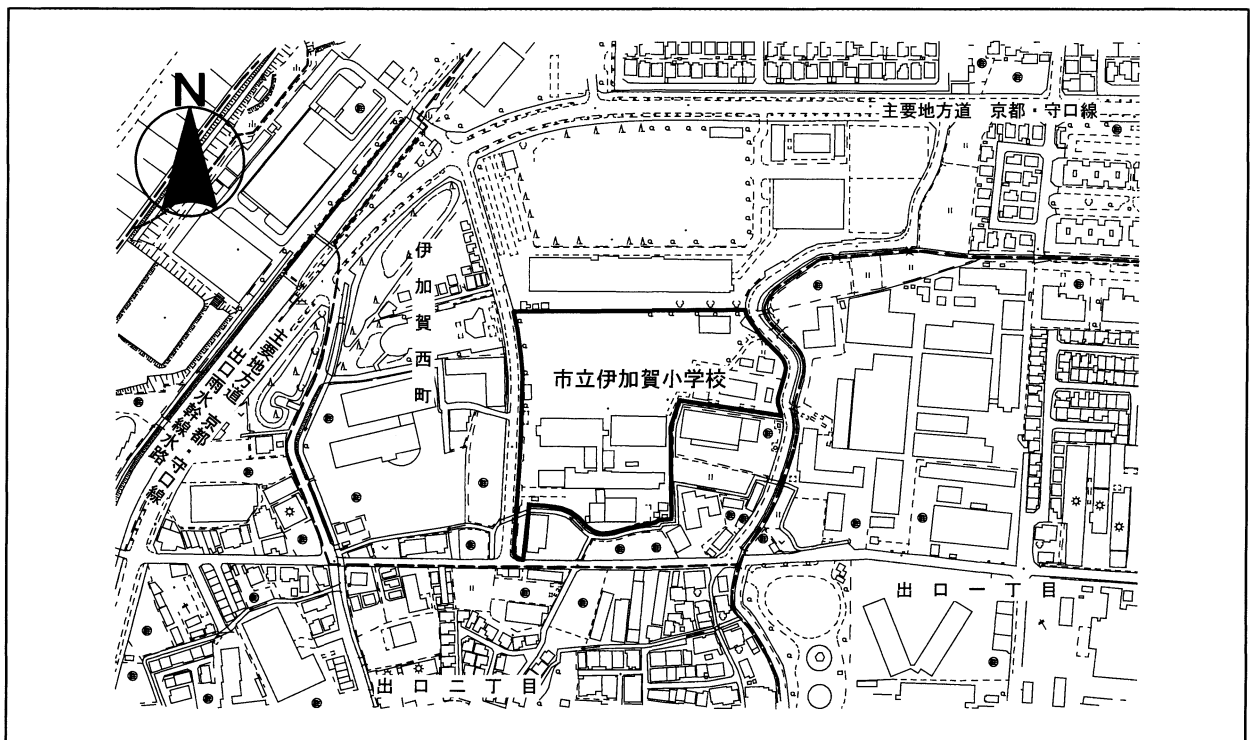 N
主要地方道 京都・守口線
伊加賀西町
市立伊加賀小学校
主要地方道 京都・守口線
出口雨水幹線水路
出口一丁目
出口二丁目